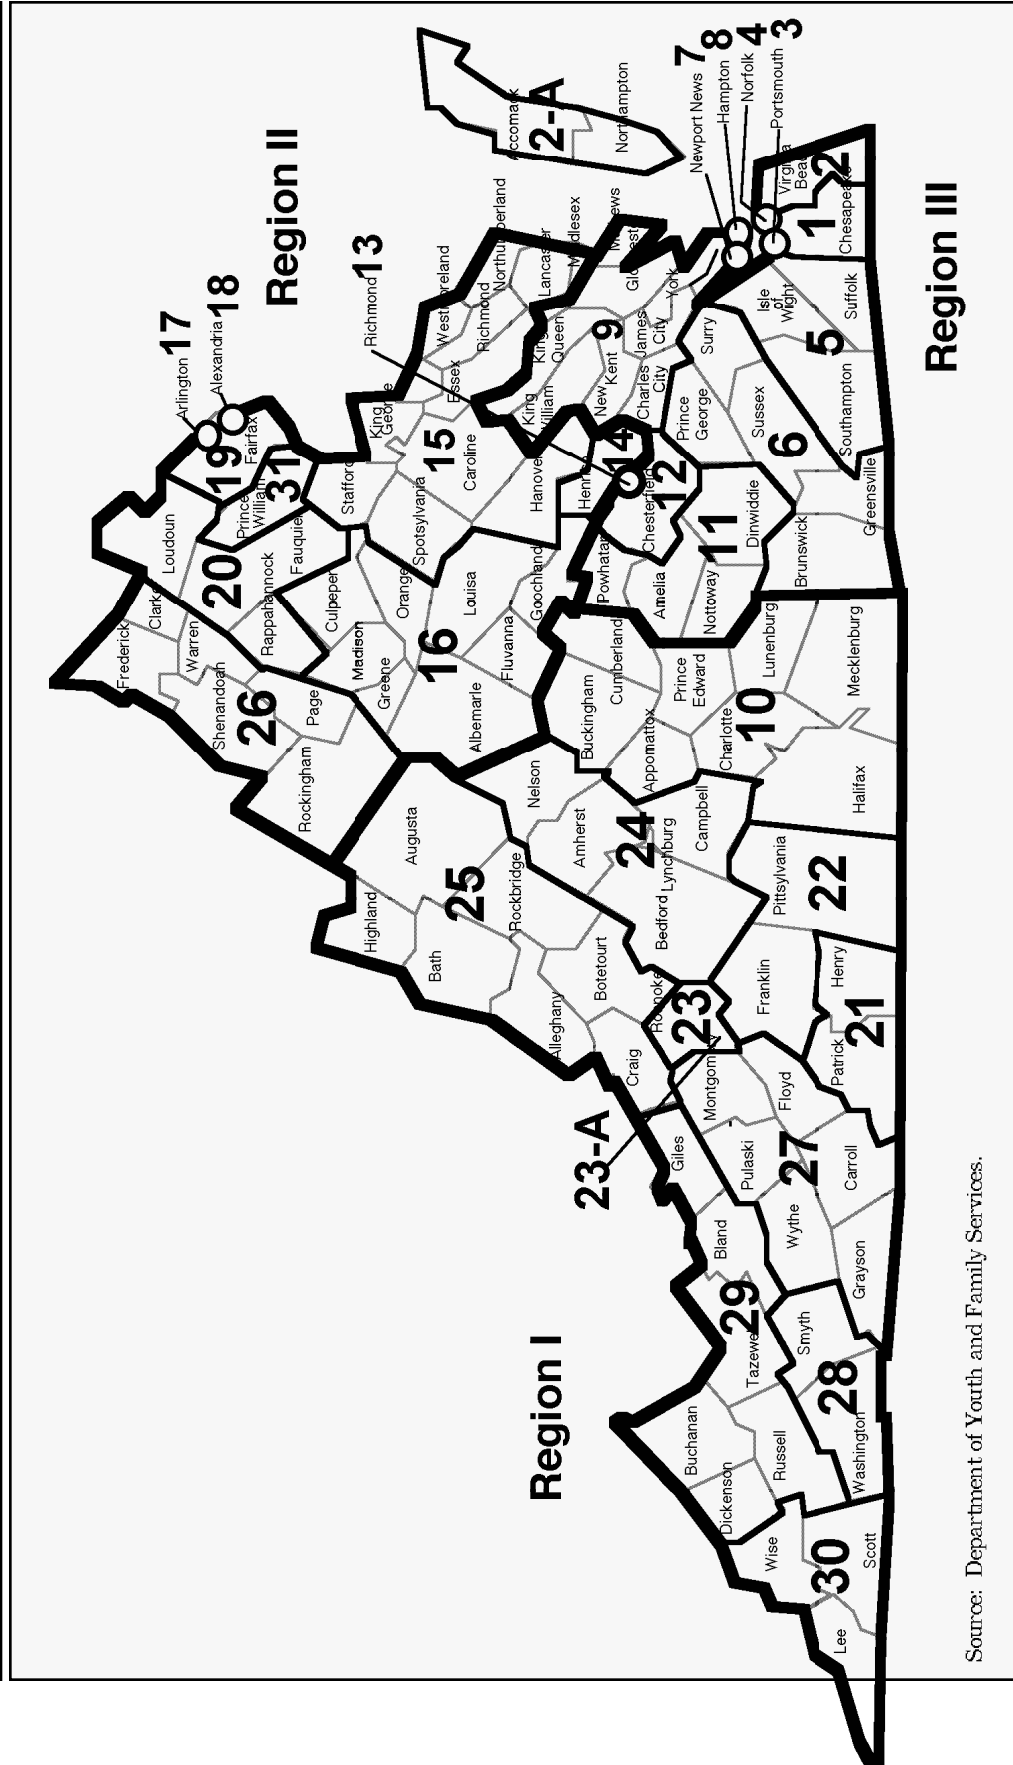 Region I
Region II
Region III
Arlington 17
Alexandria 18
19
Fairfax
Prince
William
31
Loudoun
20
Fauquier
Rappahannock
Frederick
Clarke
Warren
Shenandoah
26
Page
Rockingham
Culpeper
Madison
Greene
Orange
16
Louisa
Albemarle
Fluvanna
Goochland
Stafford
King
George
Spotsylvania
15
Caroline
Hanover
Essex
Westmoreland
Richmond
Northumberland
Lancaster
Richmond 13
Henrico
14
Middlesex
Mathews
Gloucester
King
Queen
King
William
9
New
Kent
James
City
Charles
City
York
Accomack
2-A
Northampton
Newport News 7
Hampton 8
Norfolk 4
Portsmouth 3
Virginia
Beach
2
1
Chesapeake
Isle
of
Wight
Suffolk
5
Southampton
Surry
Prince
George
Sussex
6
Greensville
Brunswick
Chesterfield
12
Powhatan
Amelia
11
Dinwiddie
Nottoway
Cumberland
Buckingham
Prince
Edward
Appomattox
Charlotte
10
Lunenburg
Mecklenburg
Halifax
Augusta
25
Highland
Bath
Rockbridge
Alleghany
Botetourt
Craig
Nelson
Amherst
24
Lynchburg
Campbell
Bedford
Pittsylvania
22
Roanoke
23
23-A
Franklin
Henry
21
Patrick
Montgomery
Floyd
Giles
Pulaski
27
Carroll
Wythe
Grayson
Bland
29
Tazewell
Smyth
28
Washington
Buchanan
Dickenson
Russell
Wise
30
Scott
Lee
Source: Department of Youth and Family Services.